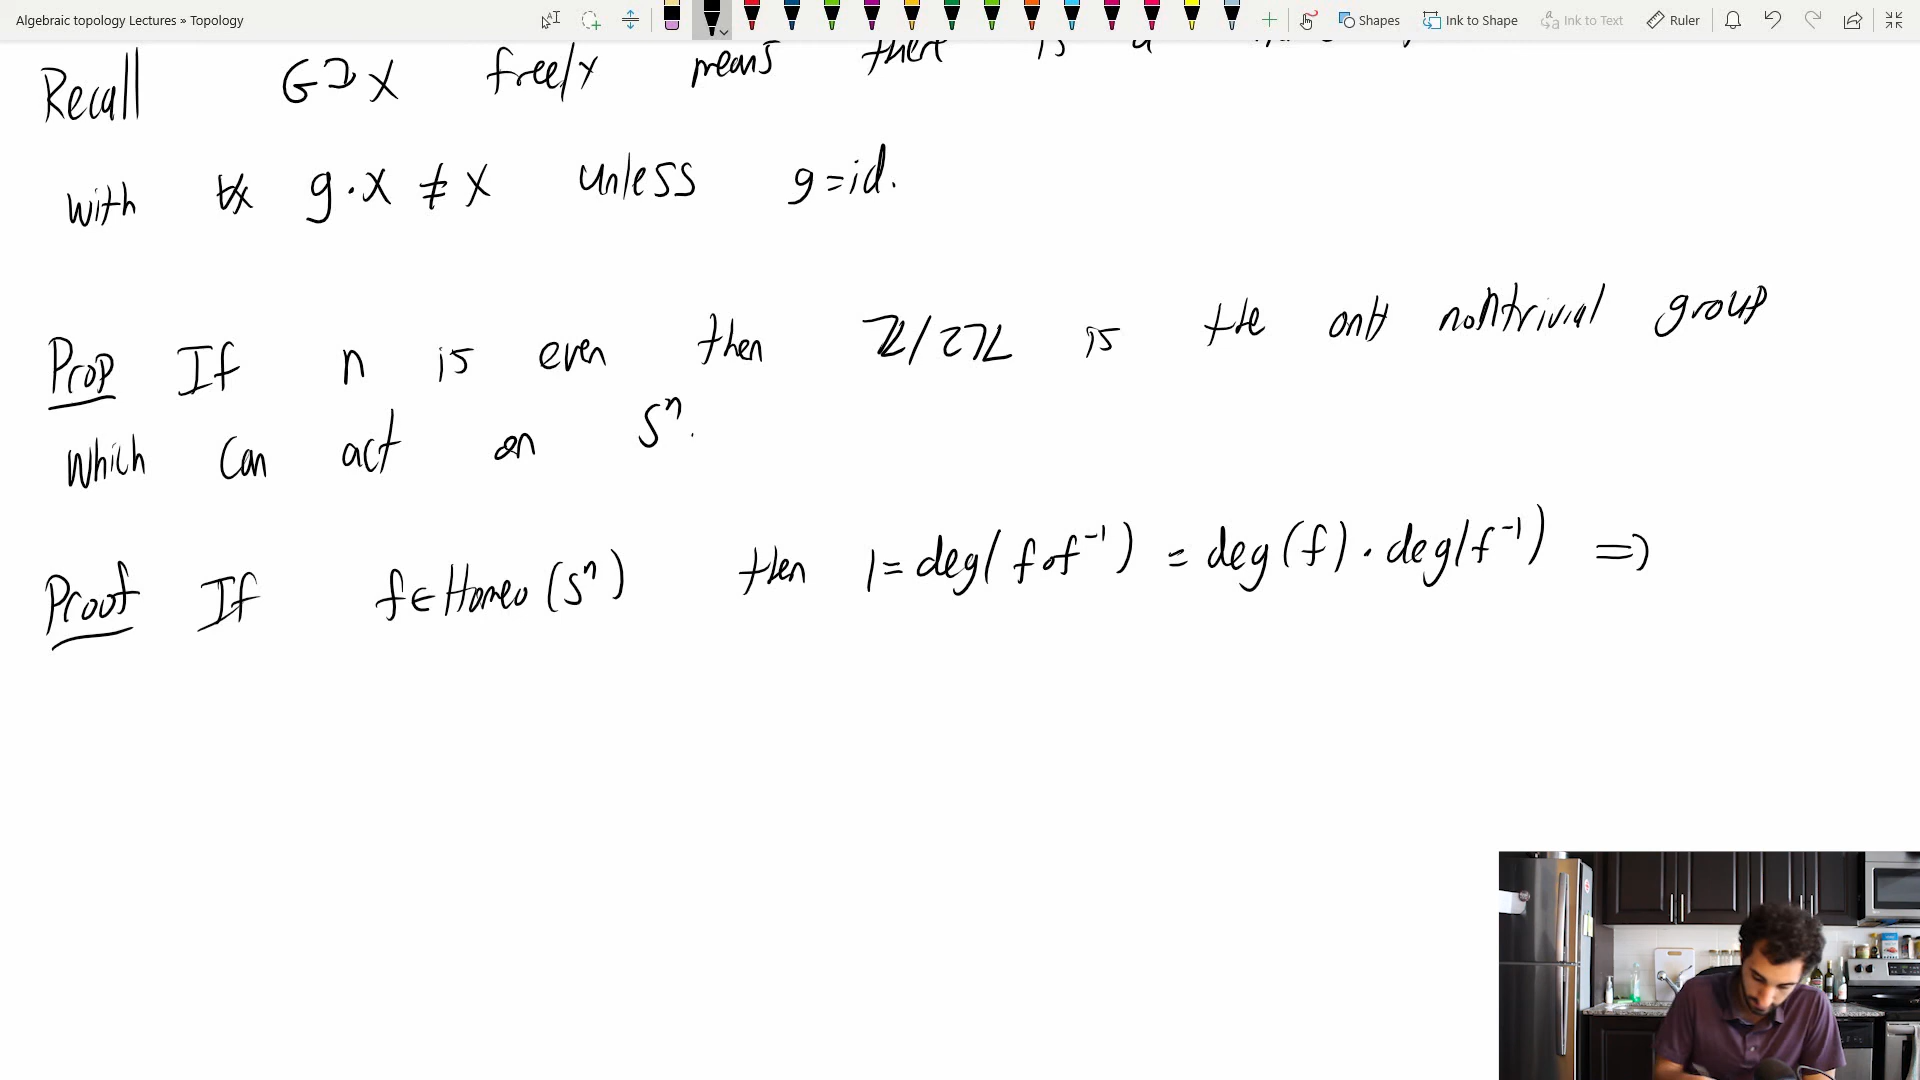 Algebraic topology Lectures » Topology
Shapes
Ink to Shape
Ink to Text
Ruler
Recall G ⊃ X freely means there is a
with ∀x g·x ≠ x unless g=id.
Prop If n is even then ℤ/2ℤ is the only nontrivial group
which can act on Sⁿ.
Proof If f∈Homeo(Sⁿ) then 1=deg(f∘f⁻¹) = deg(f)·deg(f⁻¹) =>